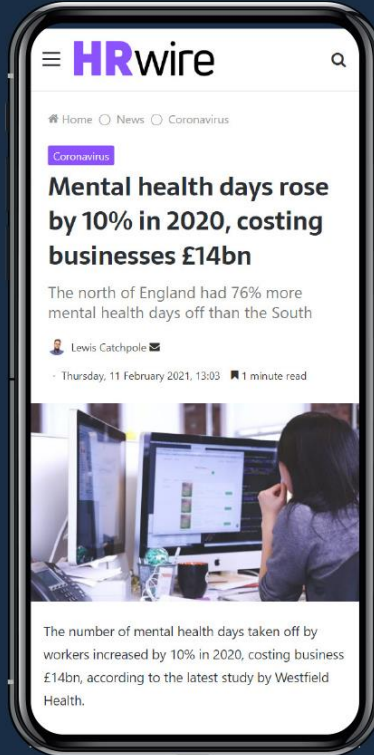 HRwire
Home News Coronavirus
Coronavirus
Mental health days rose
by 10% in 2020, costing
businesses £14bn
The north of England had 76% more
mental health days off than the South
Lewis Catchpole
- Thursday, 11 February 2021, 13:03 1 minute read
The number of mental health days taken off by
workers increased by 10% in 2020, costing business
£14bn, according to the latest study by Westfield
Health.